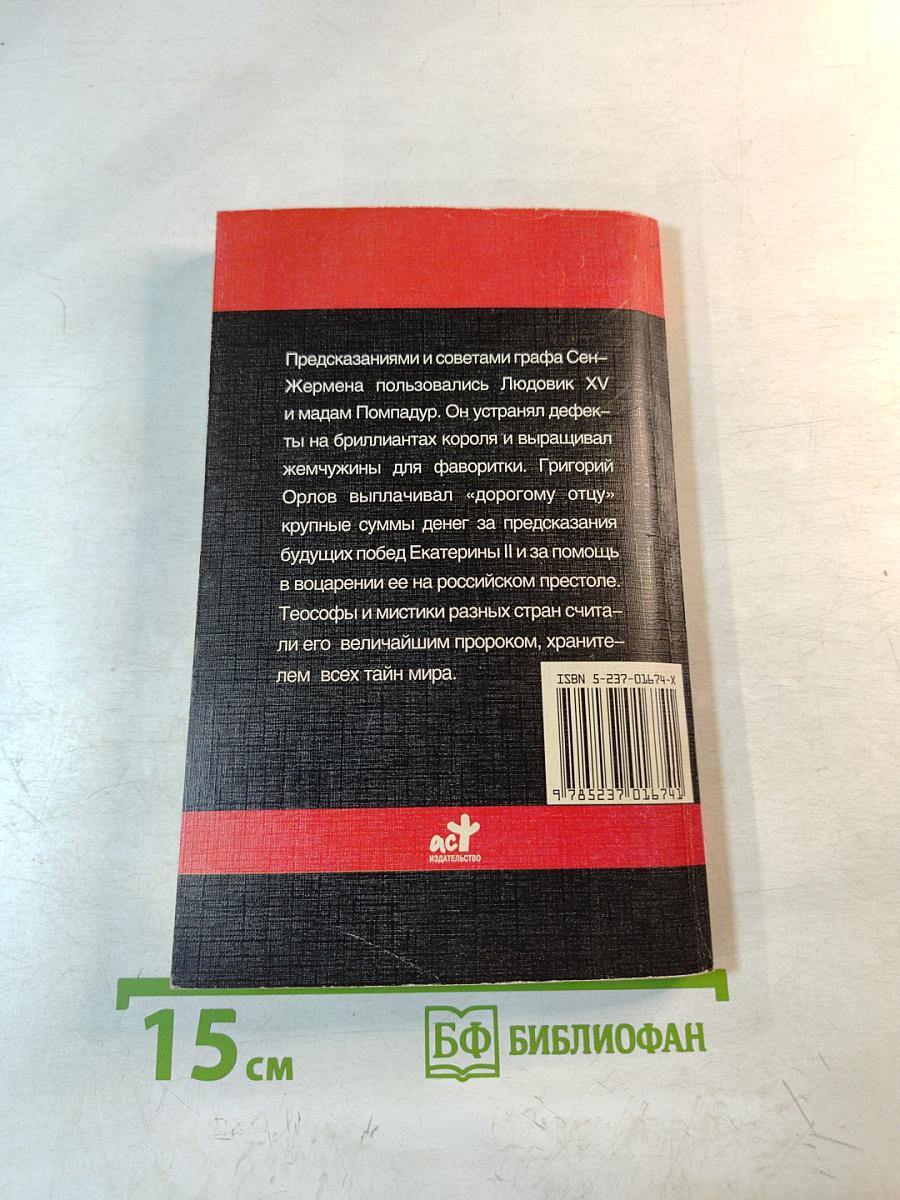 Предсказаниями и советами графа Сен-
Жермена пользовались Людовик XV
и мадам Помпадур. Он устранял дефек-
ты на бриллиантах короля и выращивал
жемчужины для фаворитки. Григорий
Орлов выплачивал «дорогому отцу»
крупные суммы денег за предсказания
будущих побед Екатерины II и за помощь
в воцарении ее на российском престоле.
Теософы и мистики разных стран счита-
ли его величайшим пророком, храните-
лем всех тайн мира.
ISBN 5-237-01674-X
9 785237 016741
аст
ИЗДАТЕЛЬСТВО
15 см
БФ БИБЛИОФАН